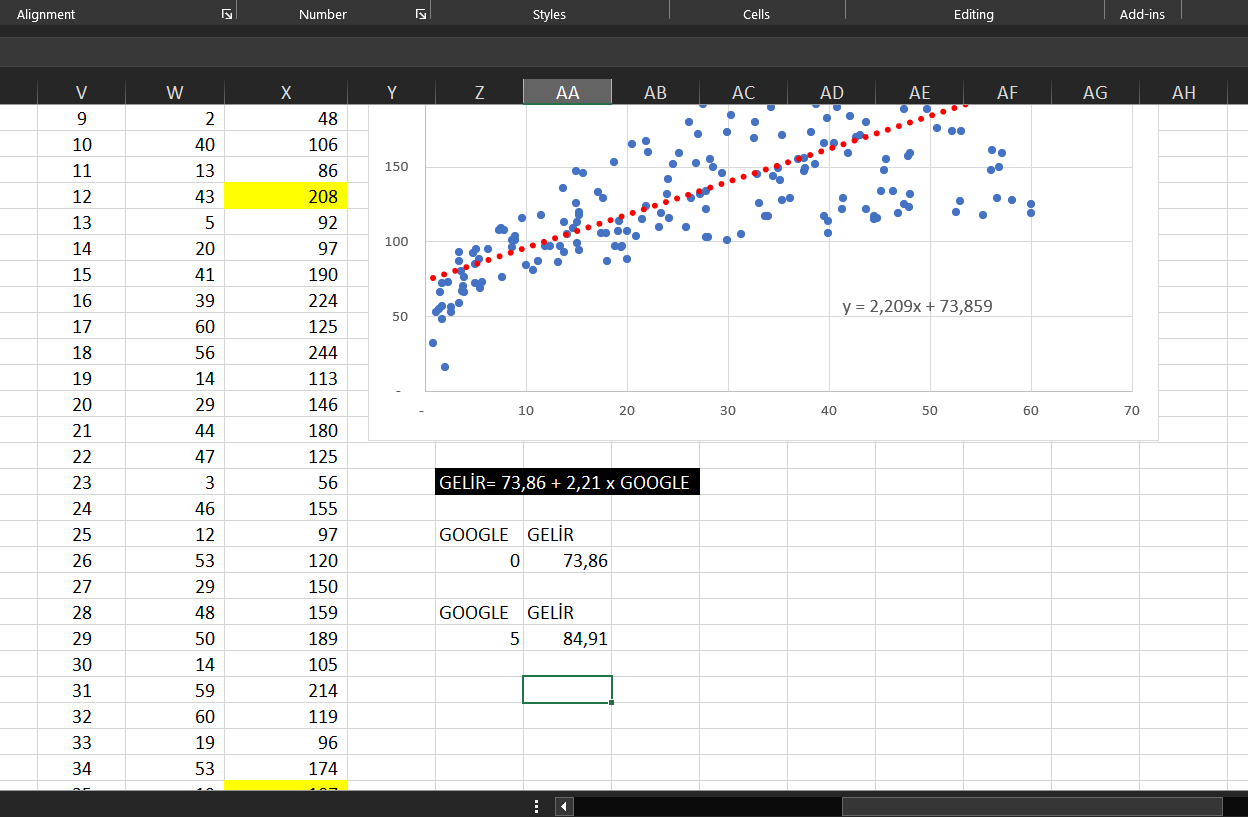 Alignment Number Styles Cells Editing Add-ins
V W X Y Z AA AB AC AD AE AF AG AH
9 2 48
10 40 106
11 13 86
12 43 208
13 5 92
14 20 97
15 41 190
16 39 224
17 60 125
18 56 244
19 14 113
20 29 146
21 44 180
22 47 125
23 3 56
24 46 155
25 12 97
26 53 120
27 29 150
28 48 159
29 50 189
30 14 105
31 59 214
32 60 119
33 19 96
34 53 174
150
100
50
-
- 10 20 30 40 50 60 70
y = 2,209x + 73,859
GELİR= 73,86 + 2,21 x GOOGLE
GOOGLE GELİR
0 73,86
GOOGLE GELİR
5 84,91